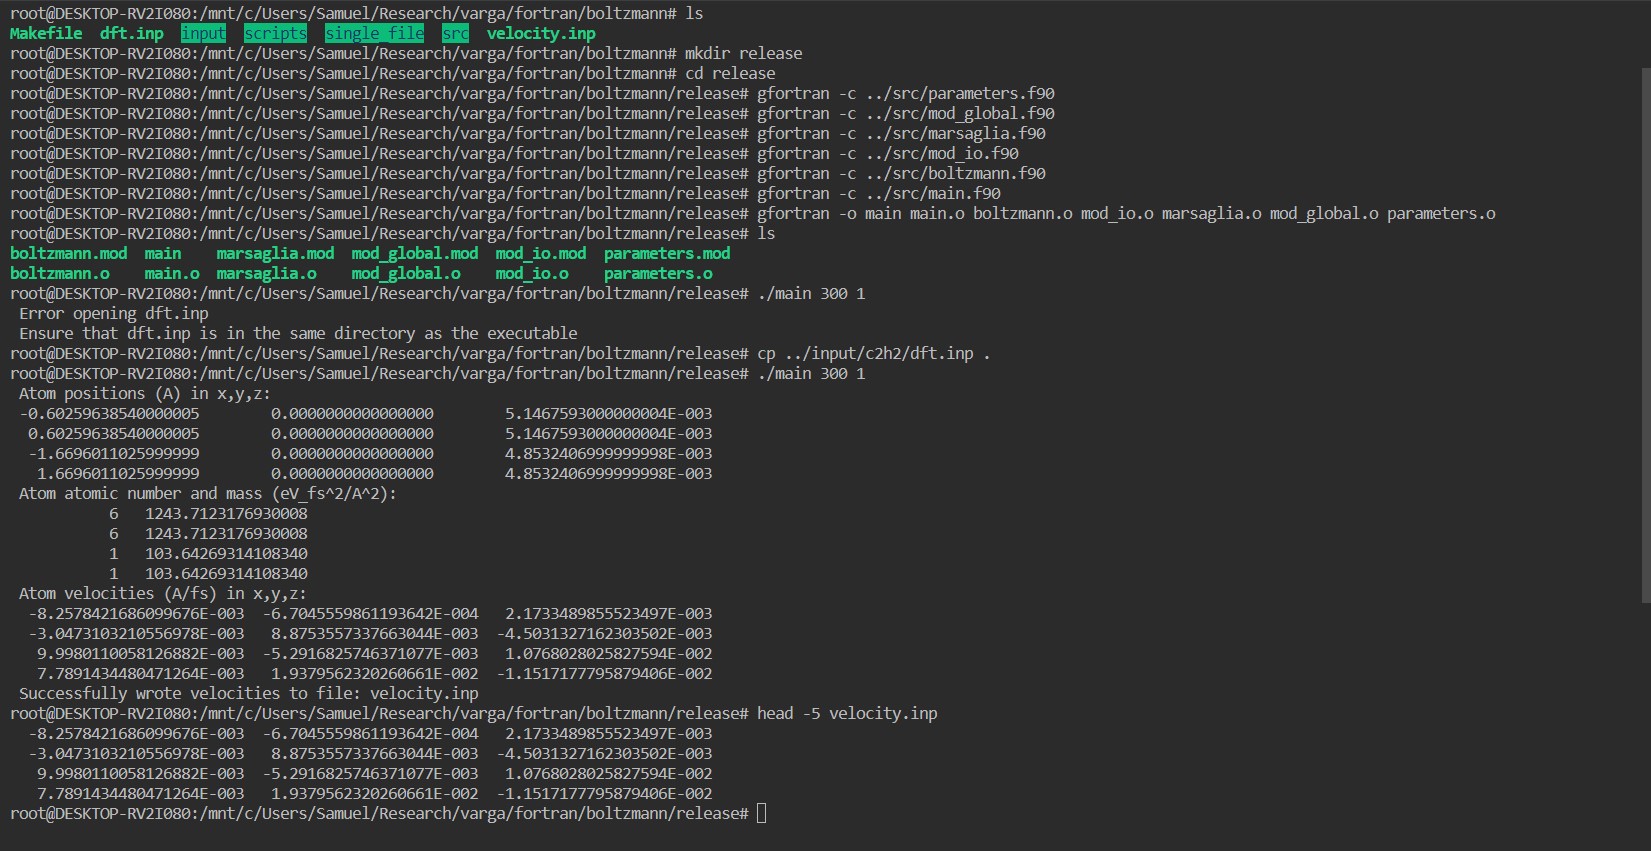 root@DESKTOP-RV2I080:/mnt/c/Users/Samuel/Research/varga/fortran/boltzmann# ls
Makefile dft.inp input scripts single_file src velocity.inp
root@DESKTOP-RV2I080:/mnt/c/Users/Samuel/Research/varga/fortran/boltzmann# mkdir release
root@DESKTOP-RV2I080:/mnt/c/Users/Samuel/Research/varga/fortran/boltzmann# cd release
root@DESKTOP-RV2I080:/mnt/c/Users/Samuel/Research/varga/fortran/boltzmann/release# gfortran -c ../src/parameters.f90
root@DESKTOP-RV2I080:/mnt/c/Users/Samuel/Research/varga/fortran/boltzmann/release# gfortran -c ../src/mod_global.f90
root@DESKTOP-RV2I080:/mnt/c/Users/Samuel/Research/varga/fortran/boltzmann/release# gfortran -c ../src/marsaglia.f90
root@DESKTOP-RV2I080:/mnt/c/Users/Samuel/Research/varga/fortran/boltzmann/release# gfortran -c ../src/mod_io.f90
root@DESKTOP-RV2I080:/mnt/c/Users/Samuel/Research/varga/fortran/boltzmann/release# gfortran -c ../src/boltzmann.f90
root@DESKTOP-RV2I080:/mnt/c/Users/Samuel/Research/varga/fortran/boltzmann/release# gfortran -c ../src/main.f90
root@DESKTOP-RV2I080:/mnt/c/Users/Samuel/Research/varga/fortran/boltzmann/release# gfortran -o main main.o boltzmann.o mod_io.o marsaglia.o mod_global.o parameters.o
root@DESKTOP-RV2I080:/mnt/c/Users/Samuel/Research/varga/fortran/boltzmann/release# ls
boltzmann.mod main marsaglia.mod mod_global.mod mod_io.mod parameters.mod
boltzmann.o main.o marsaglia.o mod_global.o mod_io.o parameters.o
root@DESKTOP-RV2I080:/mnt/c/Users/Samuel/Research/varga/fortran/boltzmann/release# ./main 300 1
Error opening dft.inp
Ensure that dft.inp is in the same directory as the executable
root@DESKTOP-RV2I080:/mnt/c/Users/Samuel/Research/varga/fortran/boltzmann/release# cp ../input/c2h2/dft.inp .
root@DESKTOP-RV2I080:/mnt/c/Users/Samuel/Research/varga/fortran/boltzmann/release# ./main 300 1
Atom positions (A) in x,y,z:
-0.60259638540000005 0.0000000000000000 5.1467593000000004E-003
0.60259638540000005 0.0000000000000000 5.1467593000000004E-003
-1.6696011025999999 0.0000000000000000 4.8532406999999998E-003
1.6696011025999999 0.0000000000000000 4.8532406999999998E-003
Atom atomic number and mass (eV_fs^2/A^2):
6 1243.7123176930008
6 1243.7123176930008
1 103.64269314108340
1 103.64269314108340
Atom velocities (A/fs) in x,y,z:
-8.2578421686099676E-003 -6.7045559861193642E-004 2.1733489855523497E-003
-3.0473103210556978E-003 8.8753557337663044E-003 -4.5031327162303502E-003
9.9980110058126882E-003 -5.2916825746371077E-003 1.0768028025827594E-002
7.7891434480471264E-003 1.9379562320260661E-002 -1.1517177795879406E-002
Successfully wrote velocities to file: velocity.inp
root@DESKTOP-RV2I080:/mnt/c/Users/Samuel/Research/varga/fortran/boltzmann/release# head -5 velocity.inp
-8.2578421686099676E-003 -6.7045559861193642E-004 2.1733489855523497E-003
-3.0473103210556978E-003 8.8753557337663044E-003 -4.5031327162303502E-003
9.9980110058126882E-003 -5.2916825746371077E-003 1.0768028025827594E-002
7.7891434480471264E-003 1.9379562320260661E-002 -1.1517177795879406E-002
root@DESKTOP-RV2I080:/mnt/c/Users/Samuel/Research/varga/fortran/boltzmann/release#